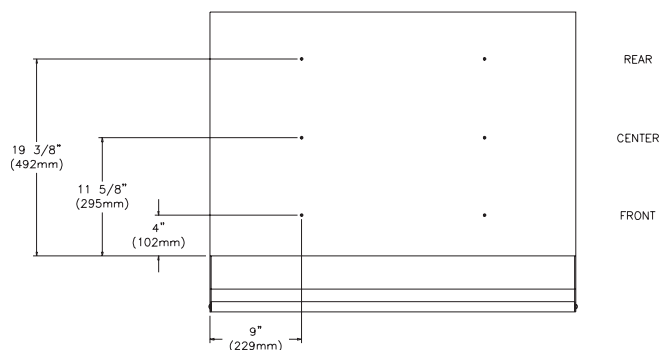 REAR
19 3/8"
(492mm)
CENTER
11 5/8"
(295mm)
4"
(102mm)
FRONT
9"
(229mm)